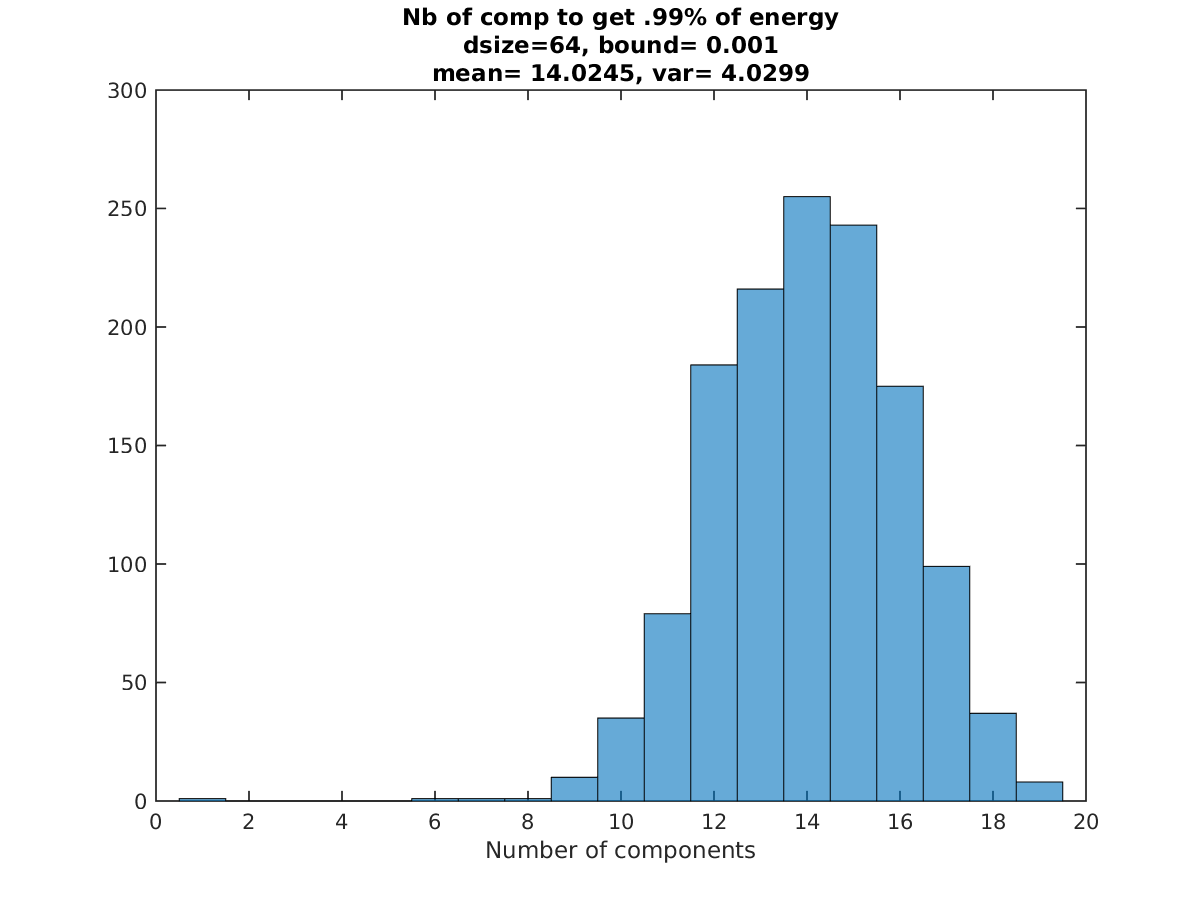 Nb of comp to get .99% of energy
dsize=64, bound= 0.001
mean= 14.0245, var= 4.0299
300
250
200
150
100
50
0
0 2 4 6 8 10 12 14 16 18 20
Number of components